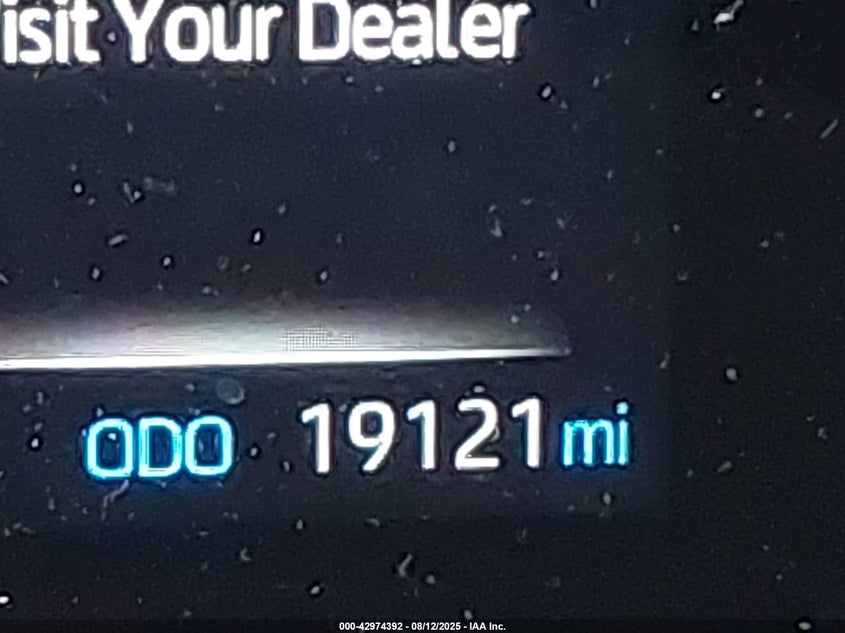 isit Your Dealer
ODO 19121 mi
000-42974392 - 08/12/2025 - IAA Inc.